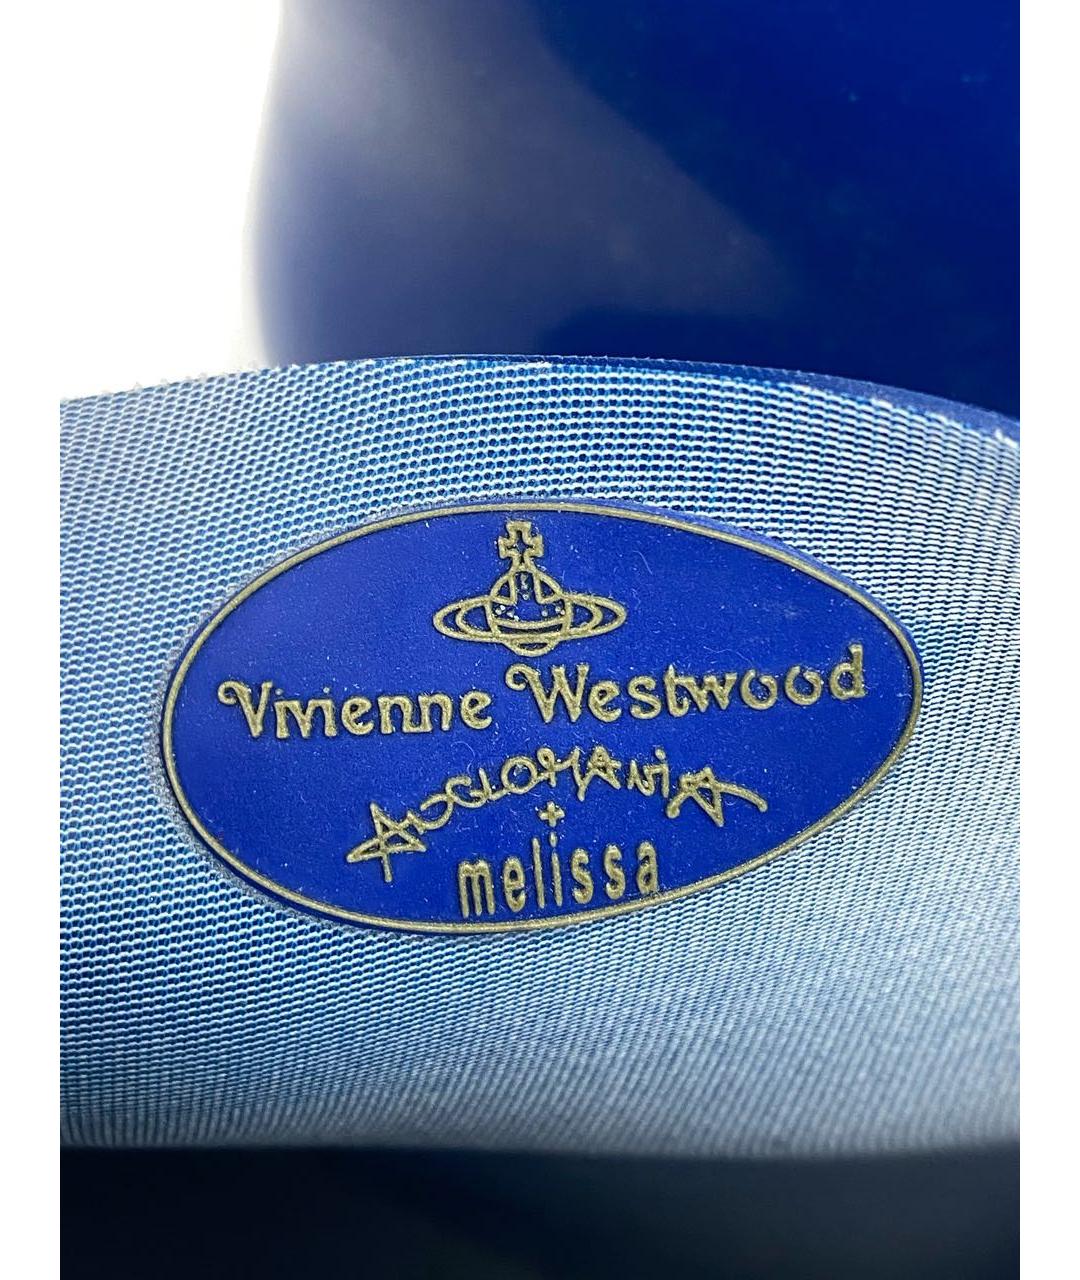 Vivienne Westwood
ANGLOMANiA
+
melissa